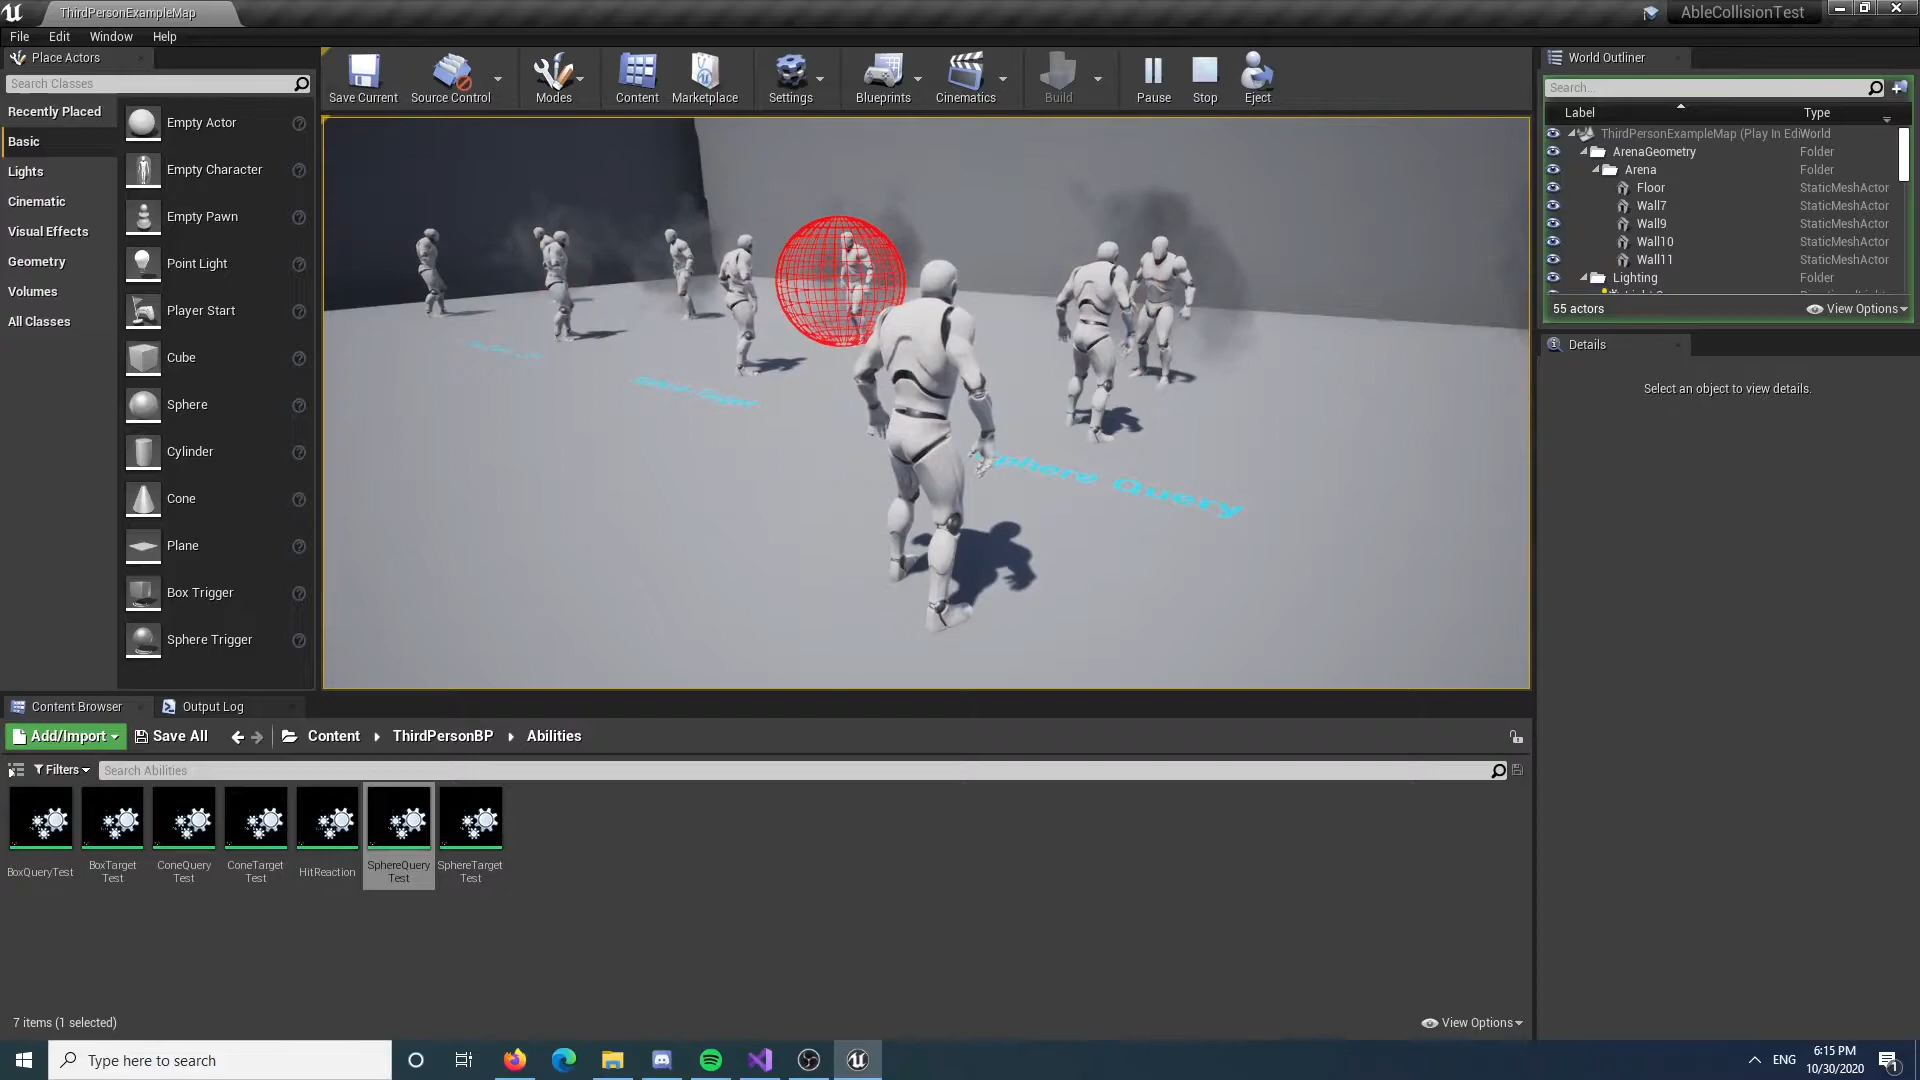 ThirdPersonExampleMap
AbleCollisionTest
File Edit Window Help
Place Actors
Search Classes
Recently Placed
Basic
Lights
Cinematic
Visual Effects
Geometry
Volumes
All Classes
Empty Actor
Empty Character
Empty Pawn
Point Light
Player Start
Cube
Sphere
Cylinder
Cone
Plane
Box Trigger
Sphere Trigger
Save Current
Source Control
Modes
Content
Marketplace
Settings
Blueprints
Cinematics
Build
Pause
Stop
Eject
Sphere Query
World Outliner
Search...
Label Type
ThirdPersonExampleMap (Play In Edi World
ArenaGeometry Folder
Arena Folder
Floor StaticMeshActor
Wall7 StaticMeshActor
Wall9 StaticMeshActor
Wall10 StaticMeshActor
Wall11 StaticMeshActor
Lighting Folder
55 actors
View Options
Details
Select an object to view details.
Content Browser
Output Log
Add/Import
Save All
Content ThirdPersonBP Abilities
Filters
Search Abilities
BoxQueryTest
BoxTarget
Test
ConeQuery
Test
ConeTarget
Test
HitReaction
SphereQuery
Test
SphereTarget
Test
7 items (1 selected)
View Options
Type here to search
ENG
6:15 PM
10/30/2020
1